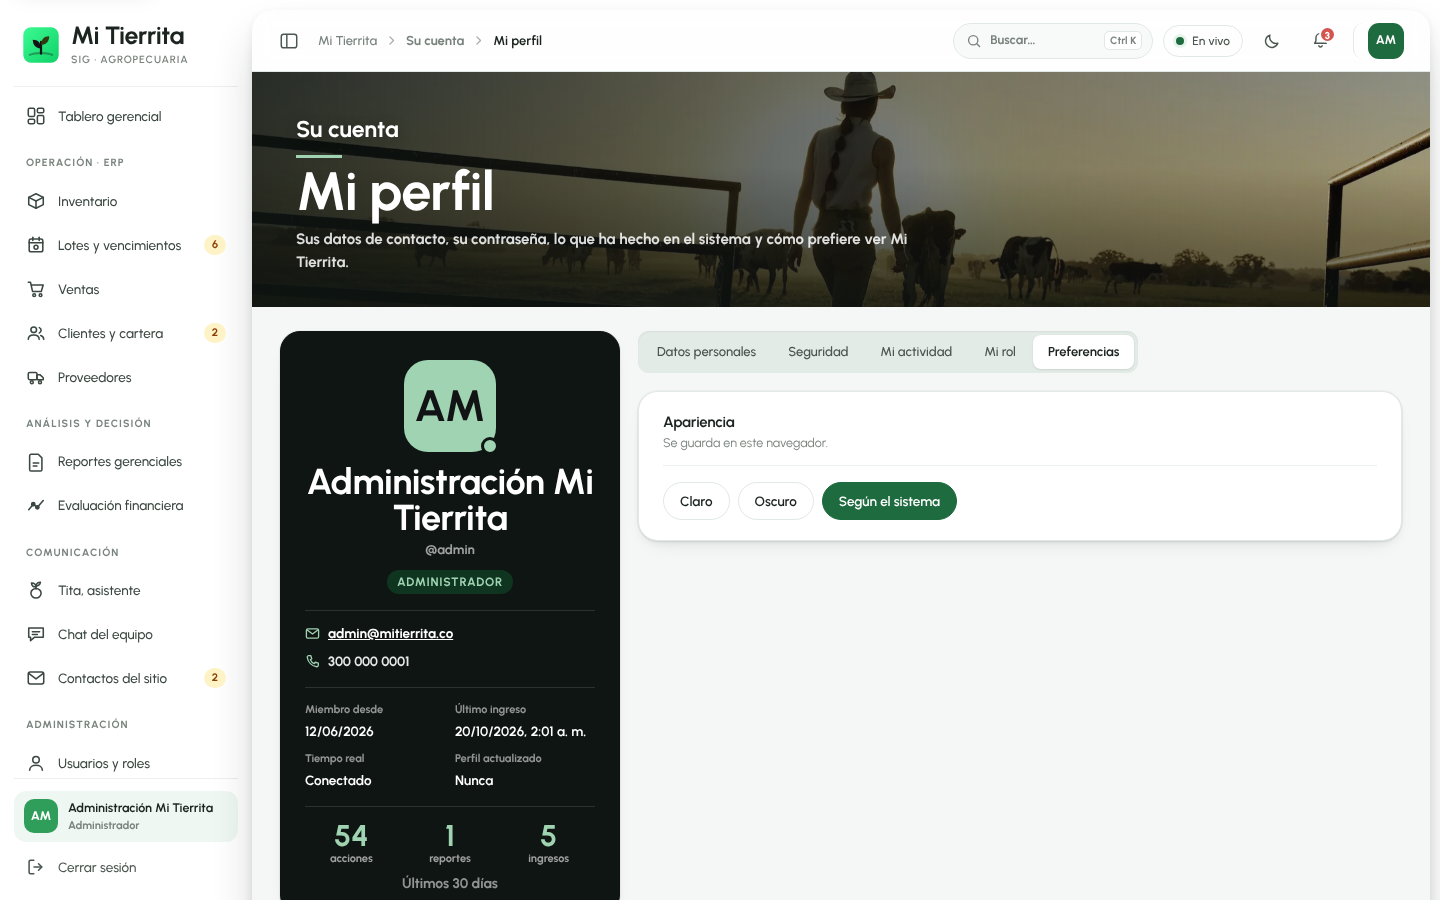 Mi Tierrita
SIG · AGROPECUARIA
Tablero gerencial
OPERACIÓN · ERP
Inventario
Lotes y vencimientos
6
Ventas
Clientes y cartera
2
Proveedores
ANÁLISIS Y DECISIÓN
Reportes gerenciales
Evaluación financiera
COMUNICACIÓN
Tita, asistente
Chat del equipo
Contactos del sitio
2
ADMINISTRACIÓN
Usuarios y roles
AM
Administración Mi Tierrita
Administrador
Cerrar sesión
Mi Tierrita
Su cuenta
Mi perfil
Buscar...
Ctrl K
En vivo
3
AM
Su cuenta
Mi perfil
Sus datos de contacto, su contraseña, lo que ha hecho en el sistema y cómo prefiere ver Mi
Tierrita.
AM
Administración Mi
Tierrita
@admin
ADMINISTRADOR
admin@mitierrita.co
300 000 0001
Miembro desde
12/06/2026
Último ingreso
20/10/2026, 2:01 a. m.
Tiempo real
Conectado
Perfil actualizado
Nunca
54
acciones
1
reportes
5
ingresos
Últimos 30 días
Datos personales
Seguridad
Mi actividad
Mi rol
Preferencias
Apariencia
Se guarda en este navegador.
Claro
Oscuro
Según el sistema